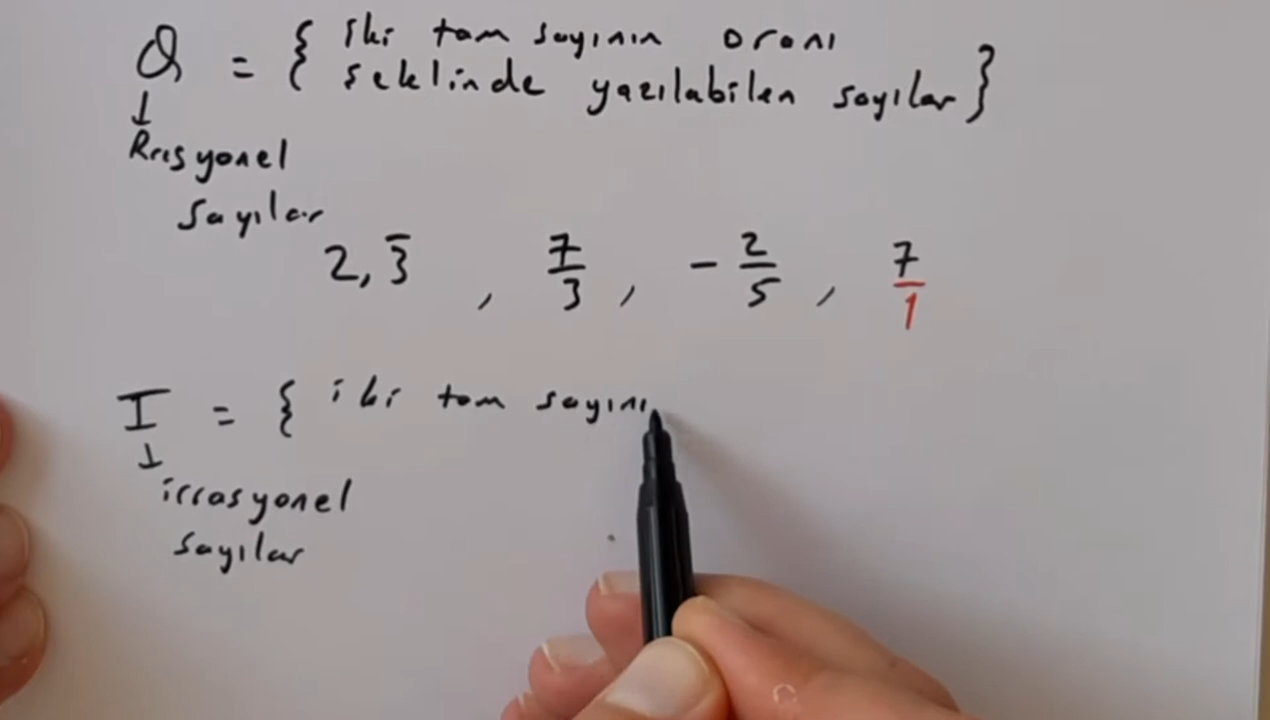 Q = { iki tam sayının oranı
şeklinde yazılabilen sayılar }
↓
Rasyonel
sayılar
2,3̅ , 7/3 , - 2/5 , 7/1
I = { iki tam sayını
↓
irrasyonel
sayılar